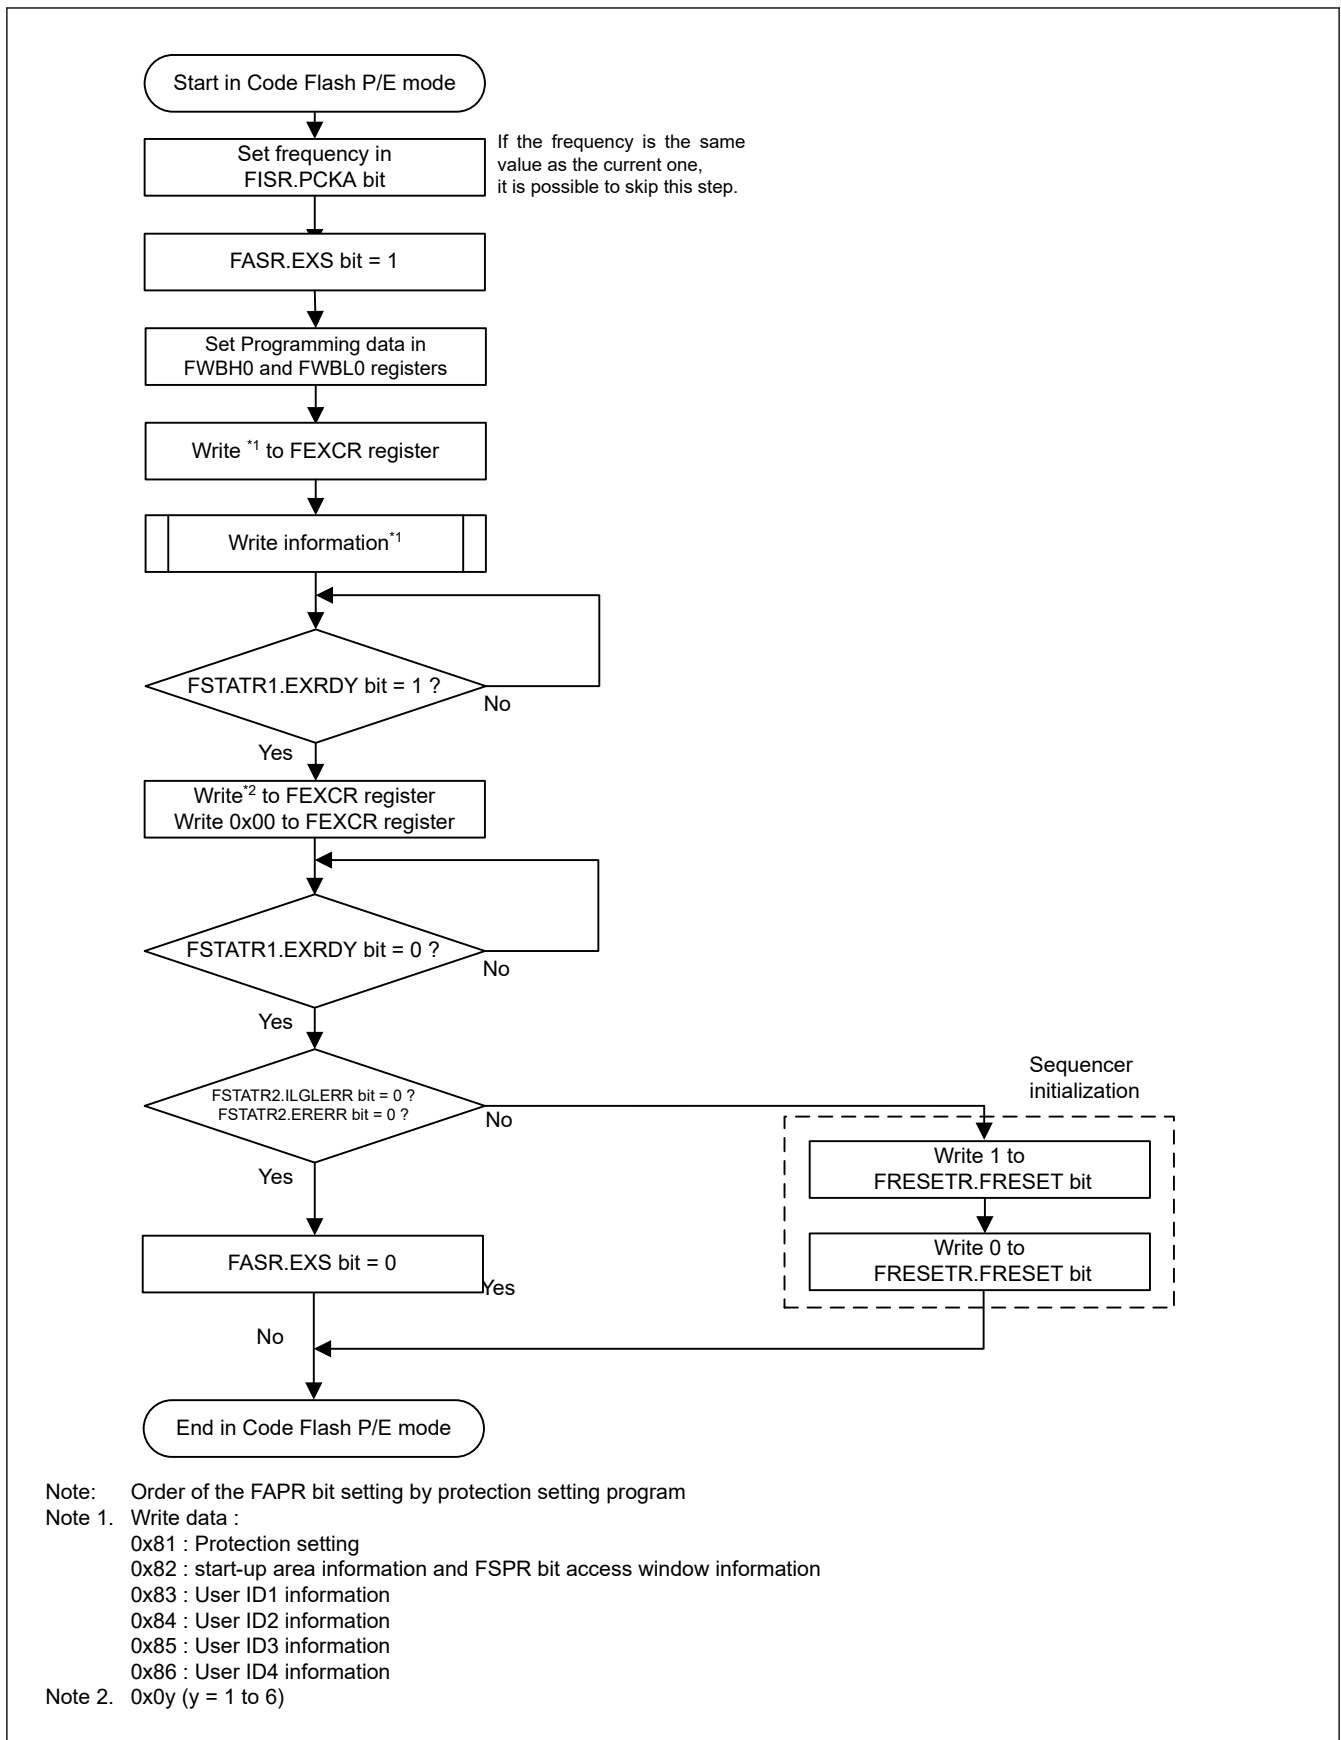 Start in Code Flash P/E mode
Set frequency in
FISR.PCKA bit
If the frequency is the same
value as the current one,
it is possible to skip this step.
FASR.EXS bit = 1
Set Programming data in
FWBH0 and FWBL0 registers
Write *1 to FEXCR register
Write information*1
FSTATR1.EXRDY bit = 1 ?
No
Yes
Write*2 to FEXCR register
Write 0x00 to FEXCR register
FSTATR1.EXRDY bit = 0 ?
No
Yes
FSTATR2.ILGLERR bit = 0 ?
FSTATR2.ERERR bit = 0 ?
No
Yes
Sequencer
initialization
Write 1 to
FRESETR.FRESET bit
Write 0 to
FRESETR.FRESET bit
FASR.EXS bit = 0
Yes
No
End in Code Flash P/E mode
Note: Order of the FAPR bit setting by protection setting program
Note 1. Write data :
0x81 : Protection setting
0x82 : start-up area information and FSPR bit access window information
0x83 : User ID1 information
0x84 : User ID2 information
0x85 : User ID3 information
0x86 : User ID4 information
Note 2. 0x0y (y = 1 to 6)